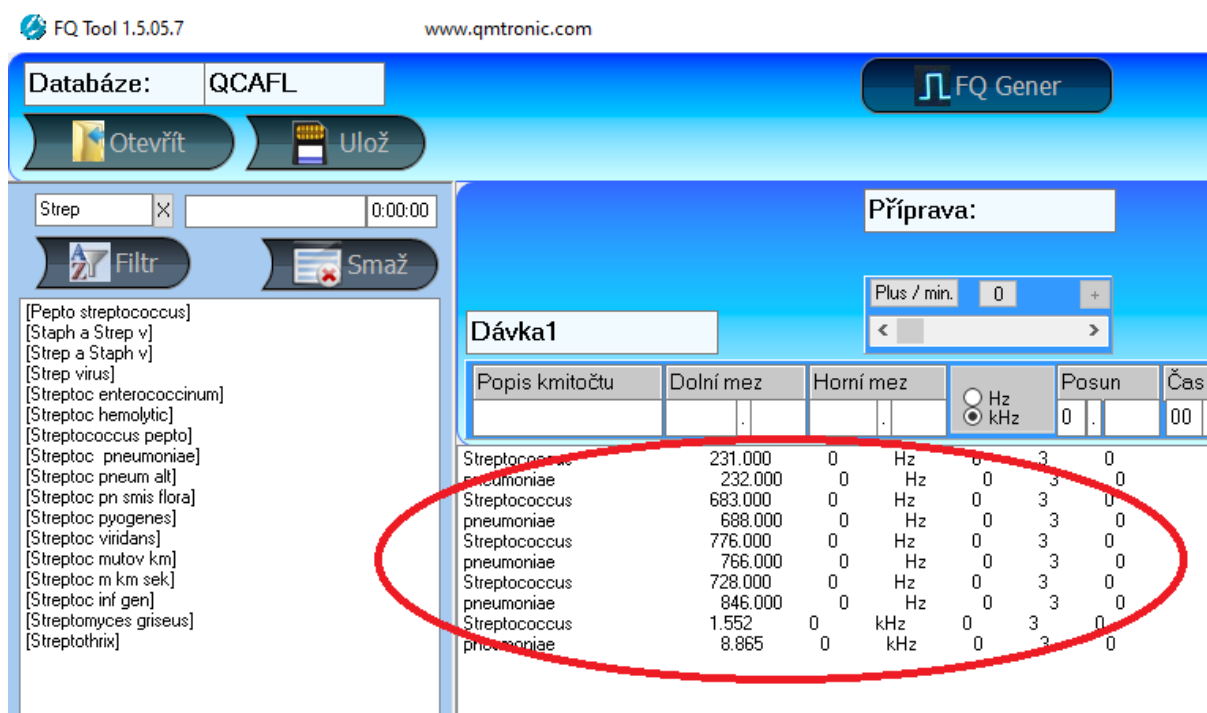 FQ Tool 1.5.05.7 www.qmtronic.com
Databáze: QCAFL
FQ Gener
Otevřít Ulož
Strep X 0:00:00
Filtr Smaž
[Pepto streptococcus]
[Staph a Strep v]
[Strep a Staph v]
[Strep virus]
[Streptoc enterococcinum]
[Streptoc hemolytic]
[Streptococcus pepto]
[Streptoc pneumoniae]
[Streptoc pneum alt]
[Streptoc pn smis flora]
[Streptoc pyogenes]
[Streptoc viridans]
[Streptoc mutov km]
[Streptoc m km sek]
[Streptoc inf gen]
[Streptomyces griseus]
[Streptothrix]
Příprava:
Plus / min. 0 +
Dávka1
< >
Popis kmitočtu Dolní mez Horní mez Hz kHz Posun Čas
. . 0 . 00
Streptococcus 231.000 0 Hz 0 3 0
pneumoniae 232.000 0 Hz 0 3 0
Streptococcus 683.000 0 Hz 0 3 0
pneumoniae 688.000 0 Hz 0 3 0
Streptococcus 776.000 0 Hz 0 3 0
pneumoniae 766.000 0 Hz 0 3 0
Streptococcus 728.000 0 Hz 0 3 0
pneumoniae 846.000 0 Hz 0 3 0
Streptococcus 1.552 0 kHz 0 3 0
pneumoniae 8.865 0 kHz 0 3 0